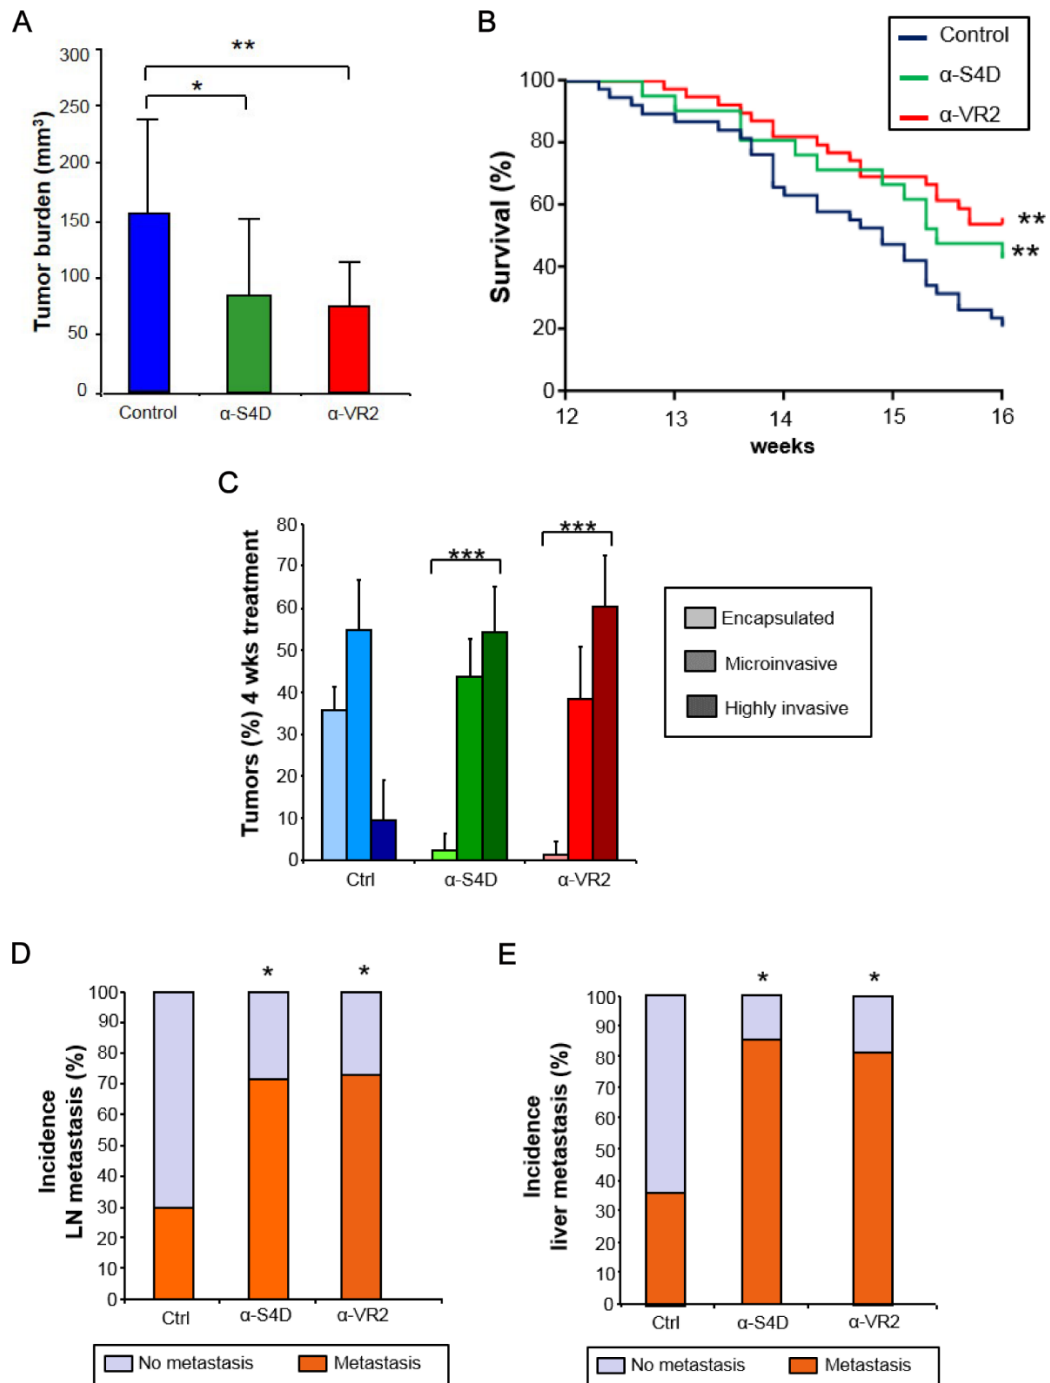 A
Tumor burden (mm³)
300
250
200
150
100
50
0
*
**
Control
α-S4D
α-VR2
B
Control
α-S4D
α-VR2
Survival (%)
100
80
60
40
20
0
**
**
12
13
14
15
16
weeks
C
Tumors (%) 4 wks treatment
80
70
60
50
40
30
20
10
0
***
***
Ctrl
α-S4D
α-VR2
Encapsulated
Microinvasive
Highly invasive
D
Incidence
LN metastasis (%)
100
90
80
70
60
50
40
30
20
10
0
*
*
Ctrl
α-S4D
α-VR2
No metastasis
Metastasis
E
Incidence
liver metastasis (%)
100
90
80
70
60
50
40
30
20
10
0
*
*
Ctrl
α-S4D
α-VR2
No metastasis
Metastasis